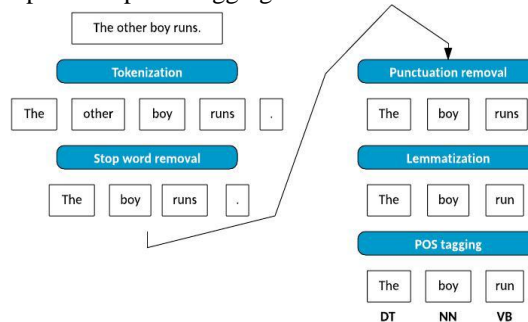 The other boy runs.
Tokenization
The other boy runs .
Stop word removal
The boy runs .
Punctuation removal
The boy runs
Lemmatization
The boy run
POS tagging
The boy run
DT NN VB